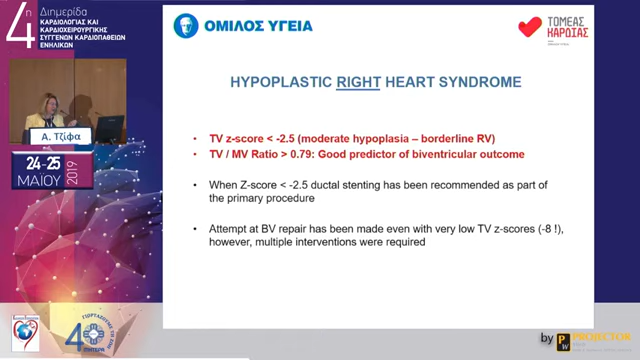 4η
Διημερίδα
ΚΑΡΔΙΟΛΟΓΙΑΣ ΚΑΙ
ΚΑΡΔΙΟΧΕΙΡΟΥΡΓΙΚΗΣ
ΣΥΓΓΕΝΩΝ ΚΑΡΔΙΟΠΑΘΕΙΩΝ
ΕΝΗΛΙΚΩΝ
Α. Τζίφα
24-25
ΜΑΪΟΥ 2019
ΟΜΙΛΟΣ ΥΓΕΙΑ
ΤΟΜΕΑΣ
ΚΑΡΔΙΑΣ
HYPOPLASTIC RIGHT HEART SYNDROME
• TV z-score < -2.5 (moderate hypoplasia – borderline RV)
• TV / MV Ratio > 0.79: Good predictor of biventricular outcome
• When Z-score < -2.5 ductal stenting has been recommended as part of
the primary procedure
• Attempt at BV repair has been made even with very low TV z-scores (-8 !),
however, multiple interventions were required
by PW PROJECTOR